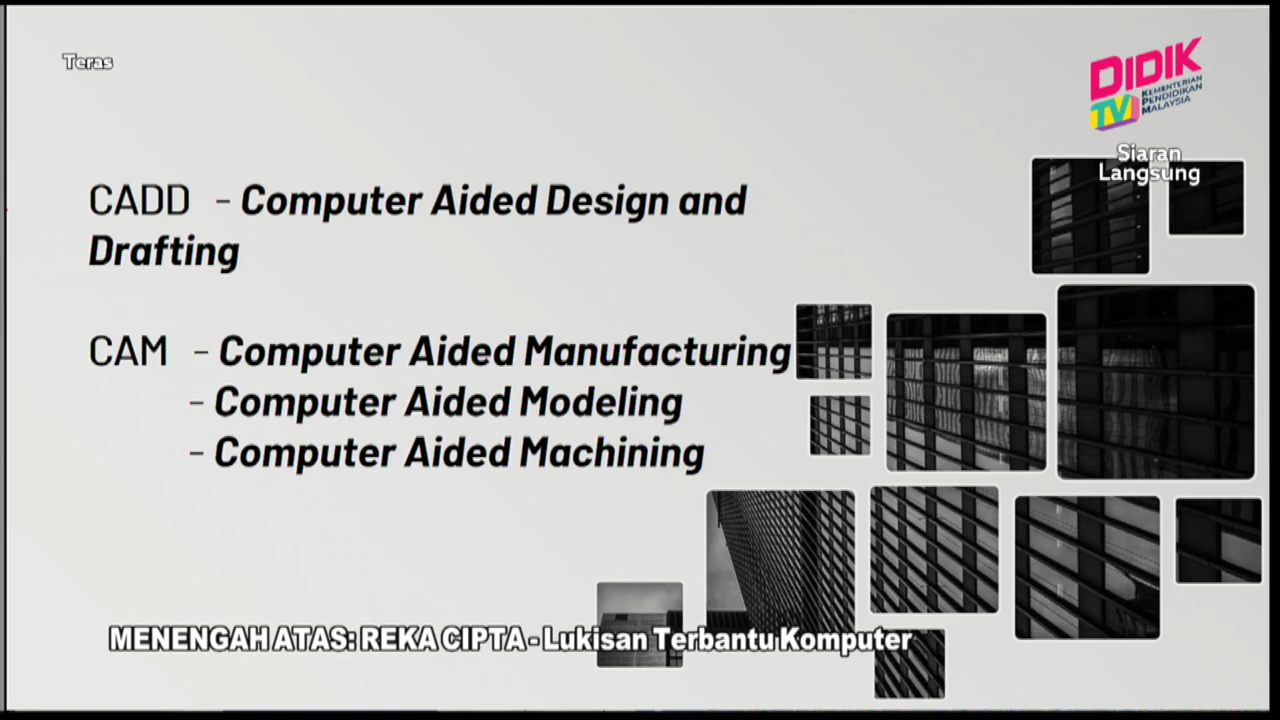 Teras
DIDIK
TV
KEMENTERIAN
PENDIDIKAN
MALAYSIA
Siaran
Langsung
CADD - Computer Aided Design and
Drafting
CAM - Computer Aided Manufacturing
- Computer Aided Modeling
- Computer Aided Machining
MENENGAH ATAS: REKA CIPTA - Lukisan Terbantu Komputer